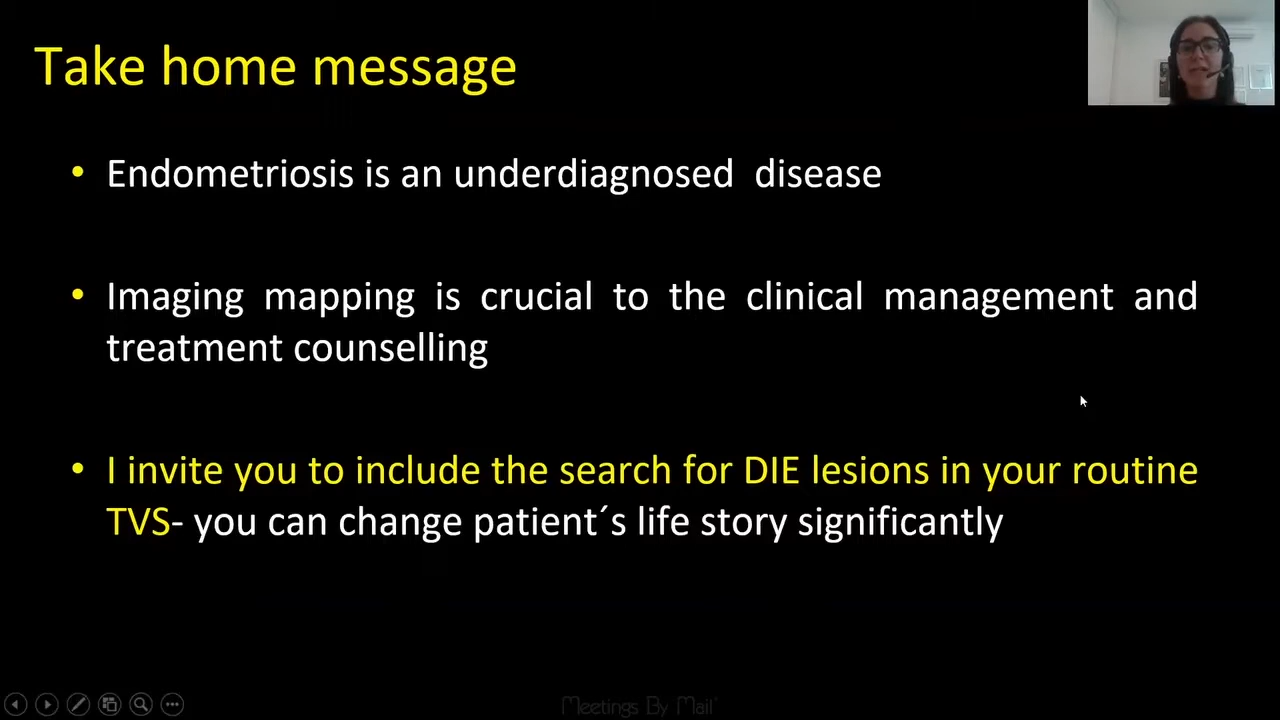 Take home message
• Endometriosis is an underdiagnosed disease
• Imaging mapping is crucial to the clinical management and
treatment counselling
• I invite you to include the search for DIE lesions in your routine
TVS- you can change patient´s life story significantly
Meetings By Mail